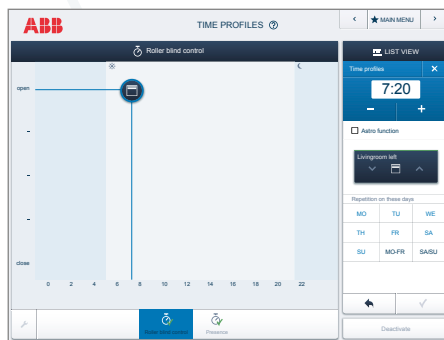 ABB
TIME PROFILES ?
< ★ MAIN MENU >
Roller blind control
LIST VIEW
Time profiles ×
open
7:20
- +
Astro function
Livingroom left
-
-
close
Repetition on these days
MO TU WE
TH FR SA
SU MO-FR SA/SU
0 2 4 6 8 10 12 14 16 18 20 22
Roller blind control
Presence
Deactivate